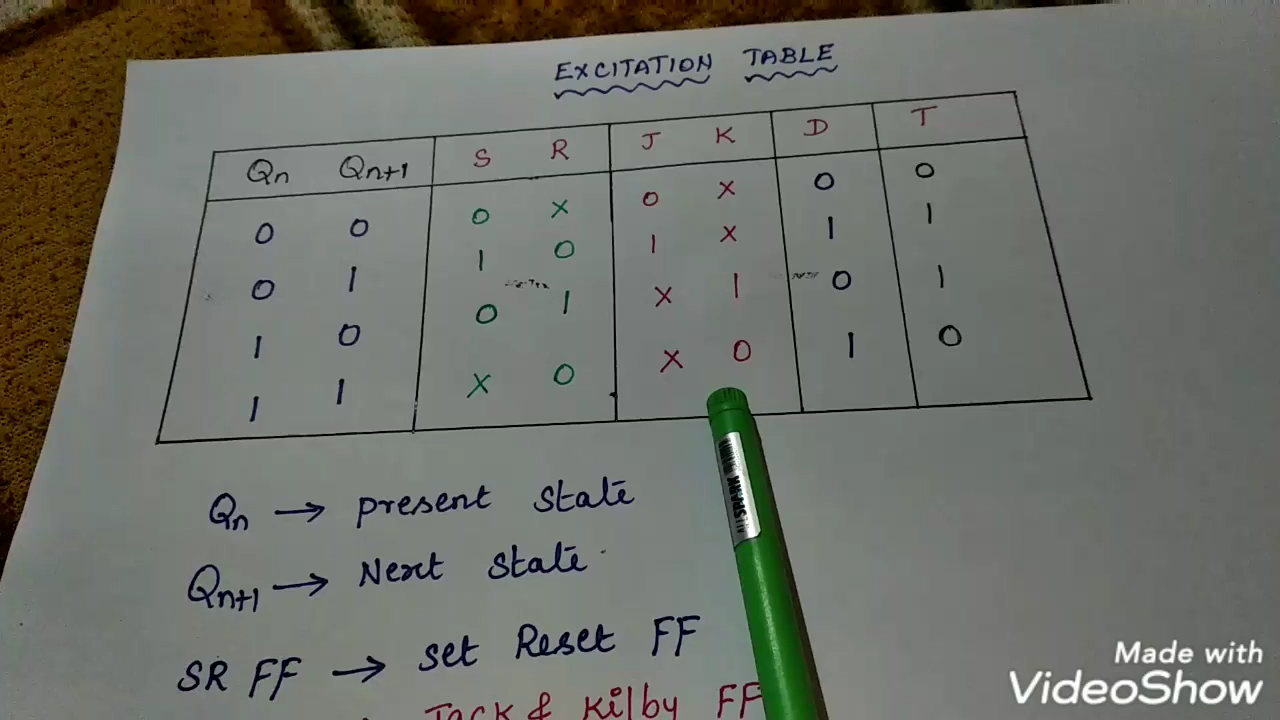 EXCITATION TABLE
Qn Qn+1 S R J K D T
0 0 0 X 0 X 0 0
0 1 1 0 1 X 1 1
1 0 0 1 X 1 0 1
1 1 X 0 X 0 1 0
Qn → present state
Qn+1 → Next state
SR FF → set Reset FF
Jack & Kilby FF
Made with
VideoShow